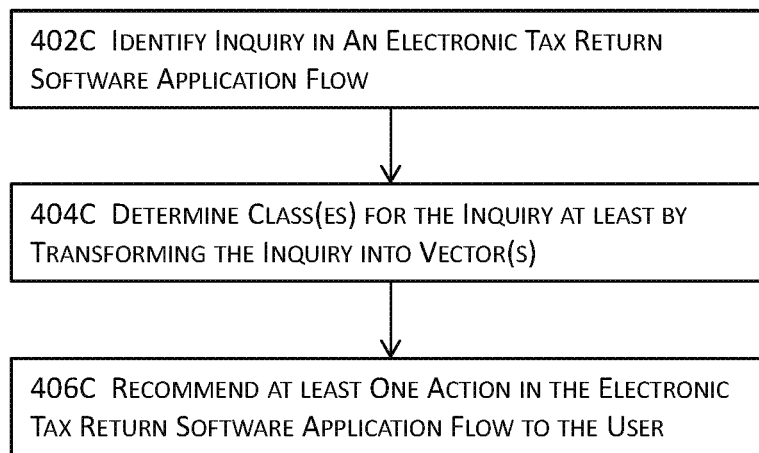 402C IDENTIFY INQUIRY IN AN ELECTRONIC TAX RETURN
SOFTWARE APPLICATION FLOW
404C DETERMINE CLASS(ES) FOR THE INQUIRY AT LEAST BY
TRANSFORMING THE INQUIRY INTO VECTOR(S)
406C RECOMMEND AT LEAST ONE ACTION IN THE ELECTRONIC
TAX RETURN SOFTWARE APPLICATION FLOW TO THE USER